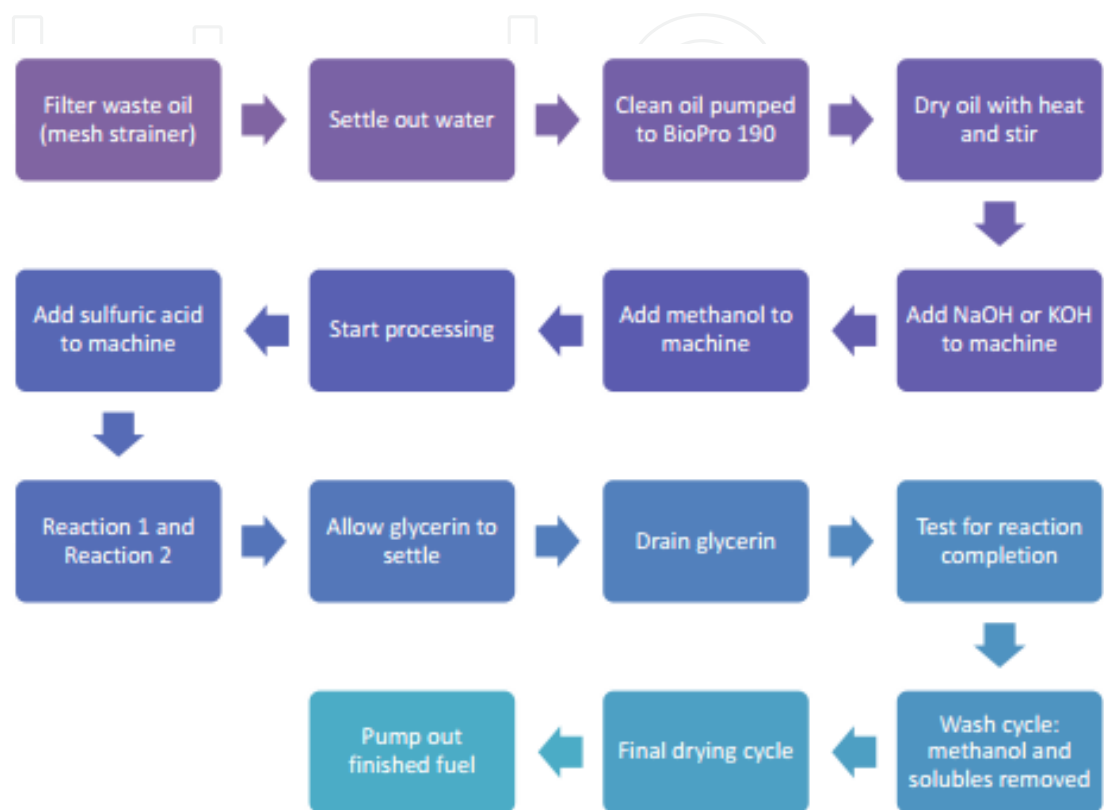 Filter waste oil
(mesh strainer)
Settle out water
Clean oil pumped
to BioPro 190
Dry oil with heat
and stir
Add NaOH or KOH
to machine
Add methanol to
machine
Start processing
Add sulfuric acid
to machine
Reaction 1 and
Reaction 2
Allow glycerin to
settle
Drain glycerin
Test for reaction
completion
Wash cycle:
methanol and
solubles removed
Final drying cycle
Pump out
finished fuel